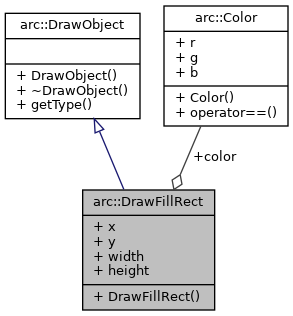 arc::DrawObject
+ DrawObject()
+ ~DrawObject()
+ getType()
arc::Color
+ r
+ g
+ b
+ Color()
+ operator==()
+color
arc::DrawFillRect
+ x
+ y
+ width
+ height
+ DrawFillRect()